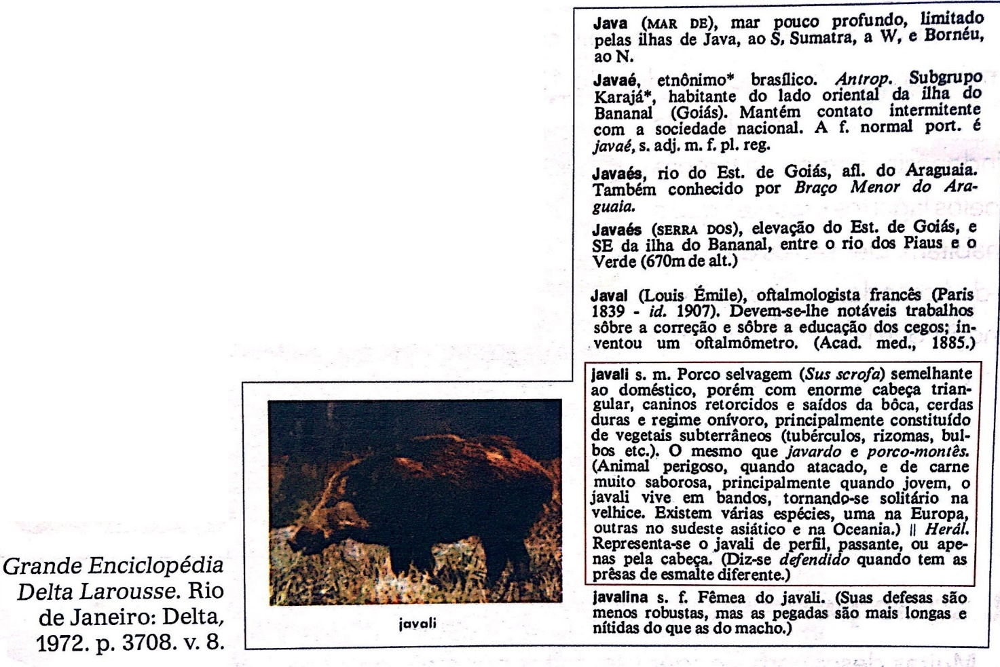 Java (MAR DE), mar pouco profundo, limitado
pelas ilhas de Java, ao S, Sumatra, a W, e Bornéu,
ao N.
Javaé, etnônimo* brasílico. Antrop. Subgrupo
Karajá*, habitante do lado oriental da ilha do
Bananal (Goiás). Mantém contato intermitente
com a sociedade nacional. A f. normal port. é
javaé, s. adj. m. f. pl. reg.
Javaés, rio do Est. de Goiás, afl. do Araguaia.
Também conhecido por Braço Menor do Ara-
guaia.
Javaés (SERRA DOS), elevação do Est. de Goiás, e
SE da ilha do Bananal, entre o rio dos Piaus e o
Verde (670m de alt.)
Javal (Louis Émile), oftalmologista francês (Paris
1839 - id. 1907). Devem-se-lhe notáveis trabalhos
sôbre a correção e sôbre a educação dos cegos; in-
ventou um oftalmômetro. (Acad. med., 1885.)
javali s. m. Porco selvagem (Sus scrofa) semelhante
ao doméstico, porém com enorme cabeça trian-
gular, caninos retorcidos e saídos da bôca, cerdas
duras e regime onívoro, principalmente constituído
de vegetais subterrâneos (tubérculos, rizomas, bul-
bos etc.). O mesmo que javardo e porco-montês.
(Animal perigoso, quando atacado, e de carne
muito saborosa, principalmente quando jovem, o
javali vive em bandos, tornando-se solitário na
velhice. Existem várias espécies, uma na Europa,
outras no sudeste asiático e na Oceania.) || Herál.
Representa-se o javali de perfil, passante, ou ape-
nas pela cabeça. (Diz-se defendido quando tem as
prêsas de esmalte diferente.)
javalina s. f. Fêmea do javali. (Suas defesas são
menos robustas, mas as pegadas são mais longas e
nítidas do que as do macho.)
javali
Grande Enciclopédia
Delta Larousse. Rio
de Janeiro: Delta,
1972. p. 3708. v. 8.